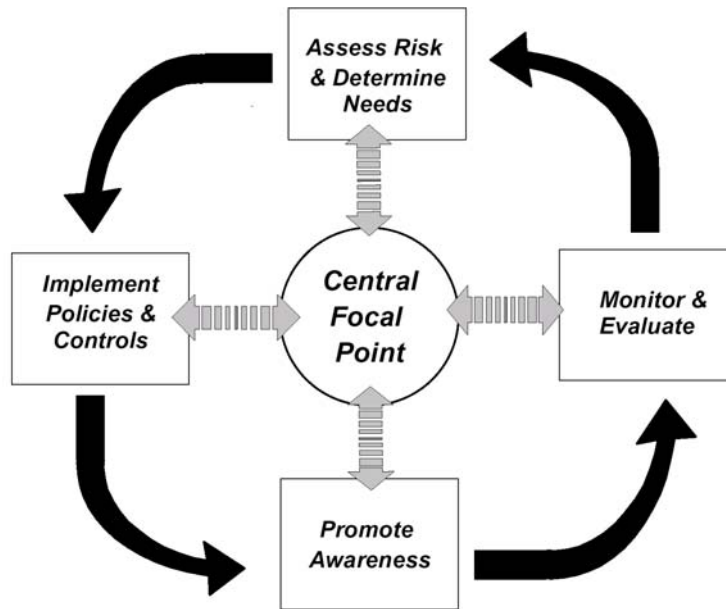 Assess Risk
& Determine
Needs
Implement
Policies &
Controls
Central
Focal
Point
Monitor &
Evaluate
Promote
Awareness